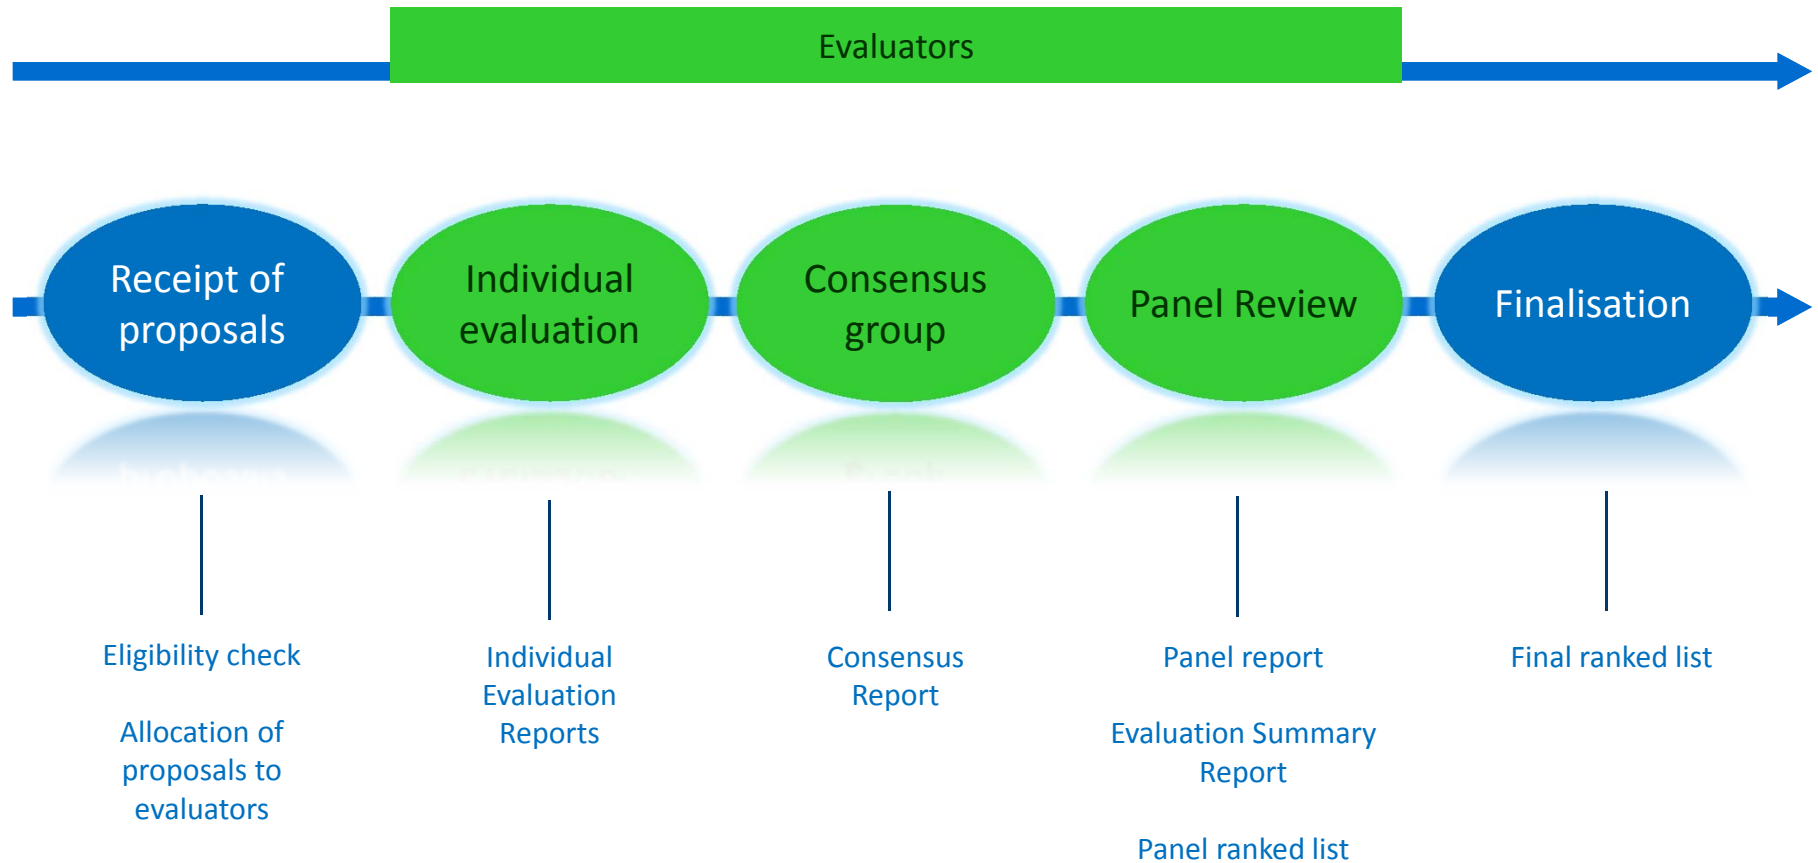 Evaluators
Receipt of
proposals
Individual
evaluation
Consensus
group
Panel Review
Finalisation
Eligibility check
Allocation of
proposals to
evaluators
Individual
Evaluation
Reports
Consensus
Report
Panel report
Evaluation Summary
Report
Panel ranked list
Final ranked list